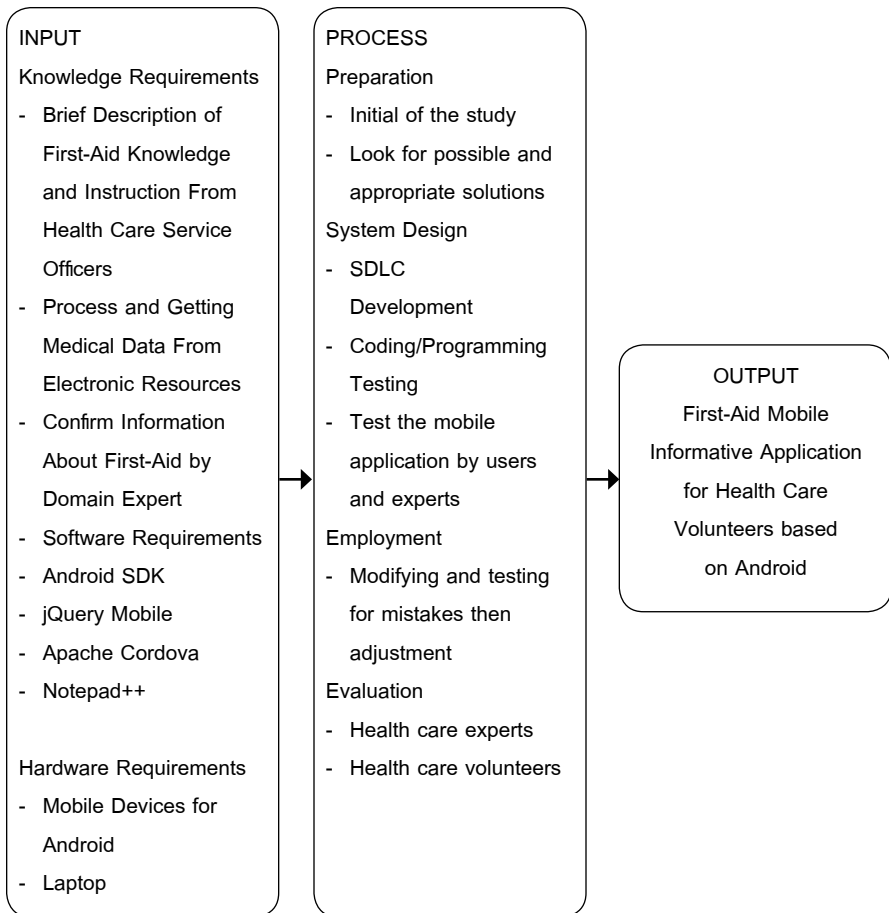 INPUT
Knowledge Requirements
- Brief Description of
First-Aid Knowledge
and Instruction From
Health Care Service
Officers
- Process and Getting
Medical Data From
Electronic Resources
- Confirm Information
About First-Aid by
Domain Expert
- Software Requirements
- Android SDK
- jQuery Mobile
- Apache Cordova
- Notepad++
Hardware Requirements
- Mobile Devices for
Android
- Laptop
PROCESS
Preparation
- Initial of the study
- Look for possible and
appropriate solutions
System Design
- SDLC
Development
- Coding/Programming
Testing
- Test the mobile
application by users
and experts
Employment
- Modifying and testing
for mistakes then
adjustment
Evaluation
- Health care experts
- Health care volunteers
OUTPUT
First-Aid Mobile
Informative Application
for Health Care
Volunteers based
on Android